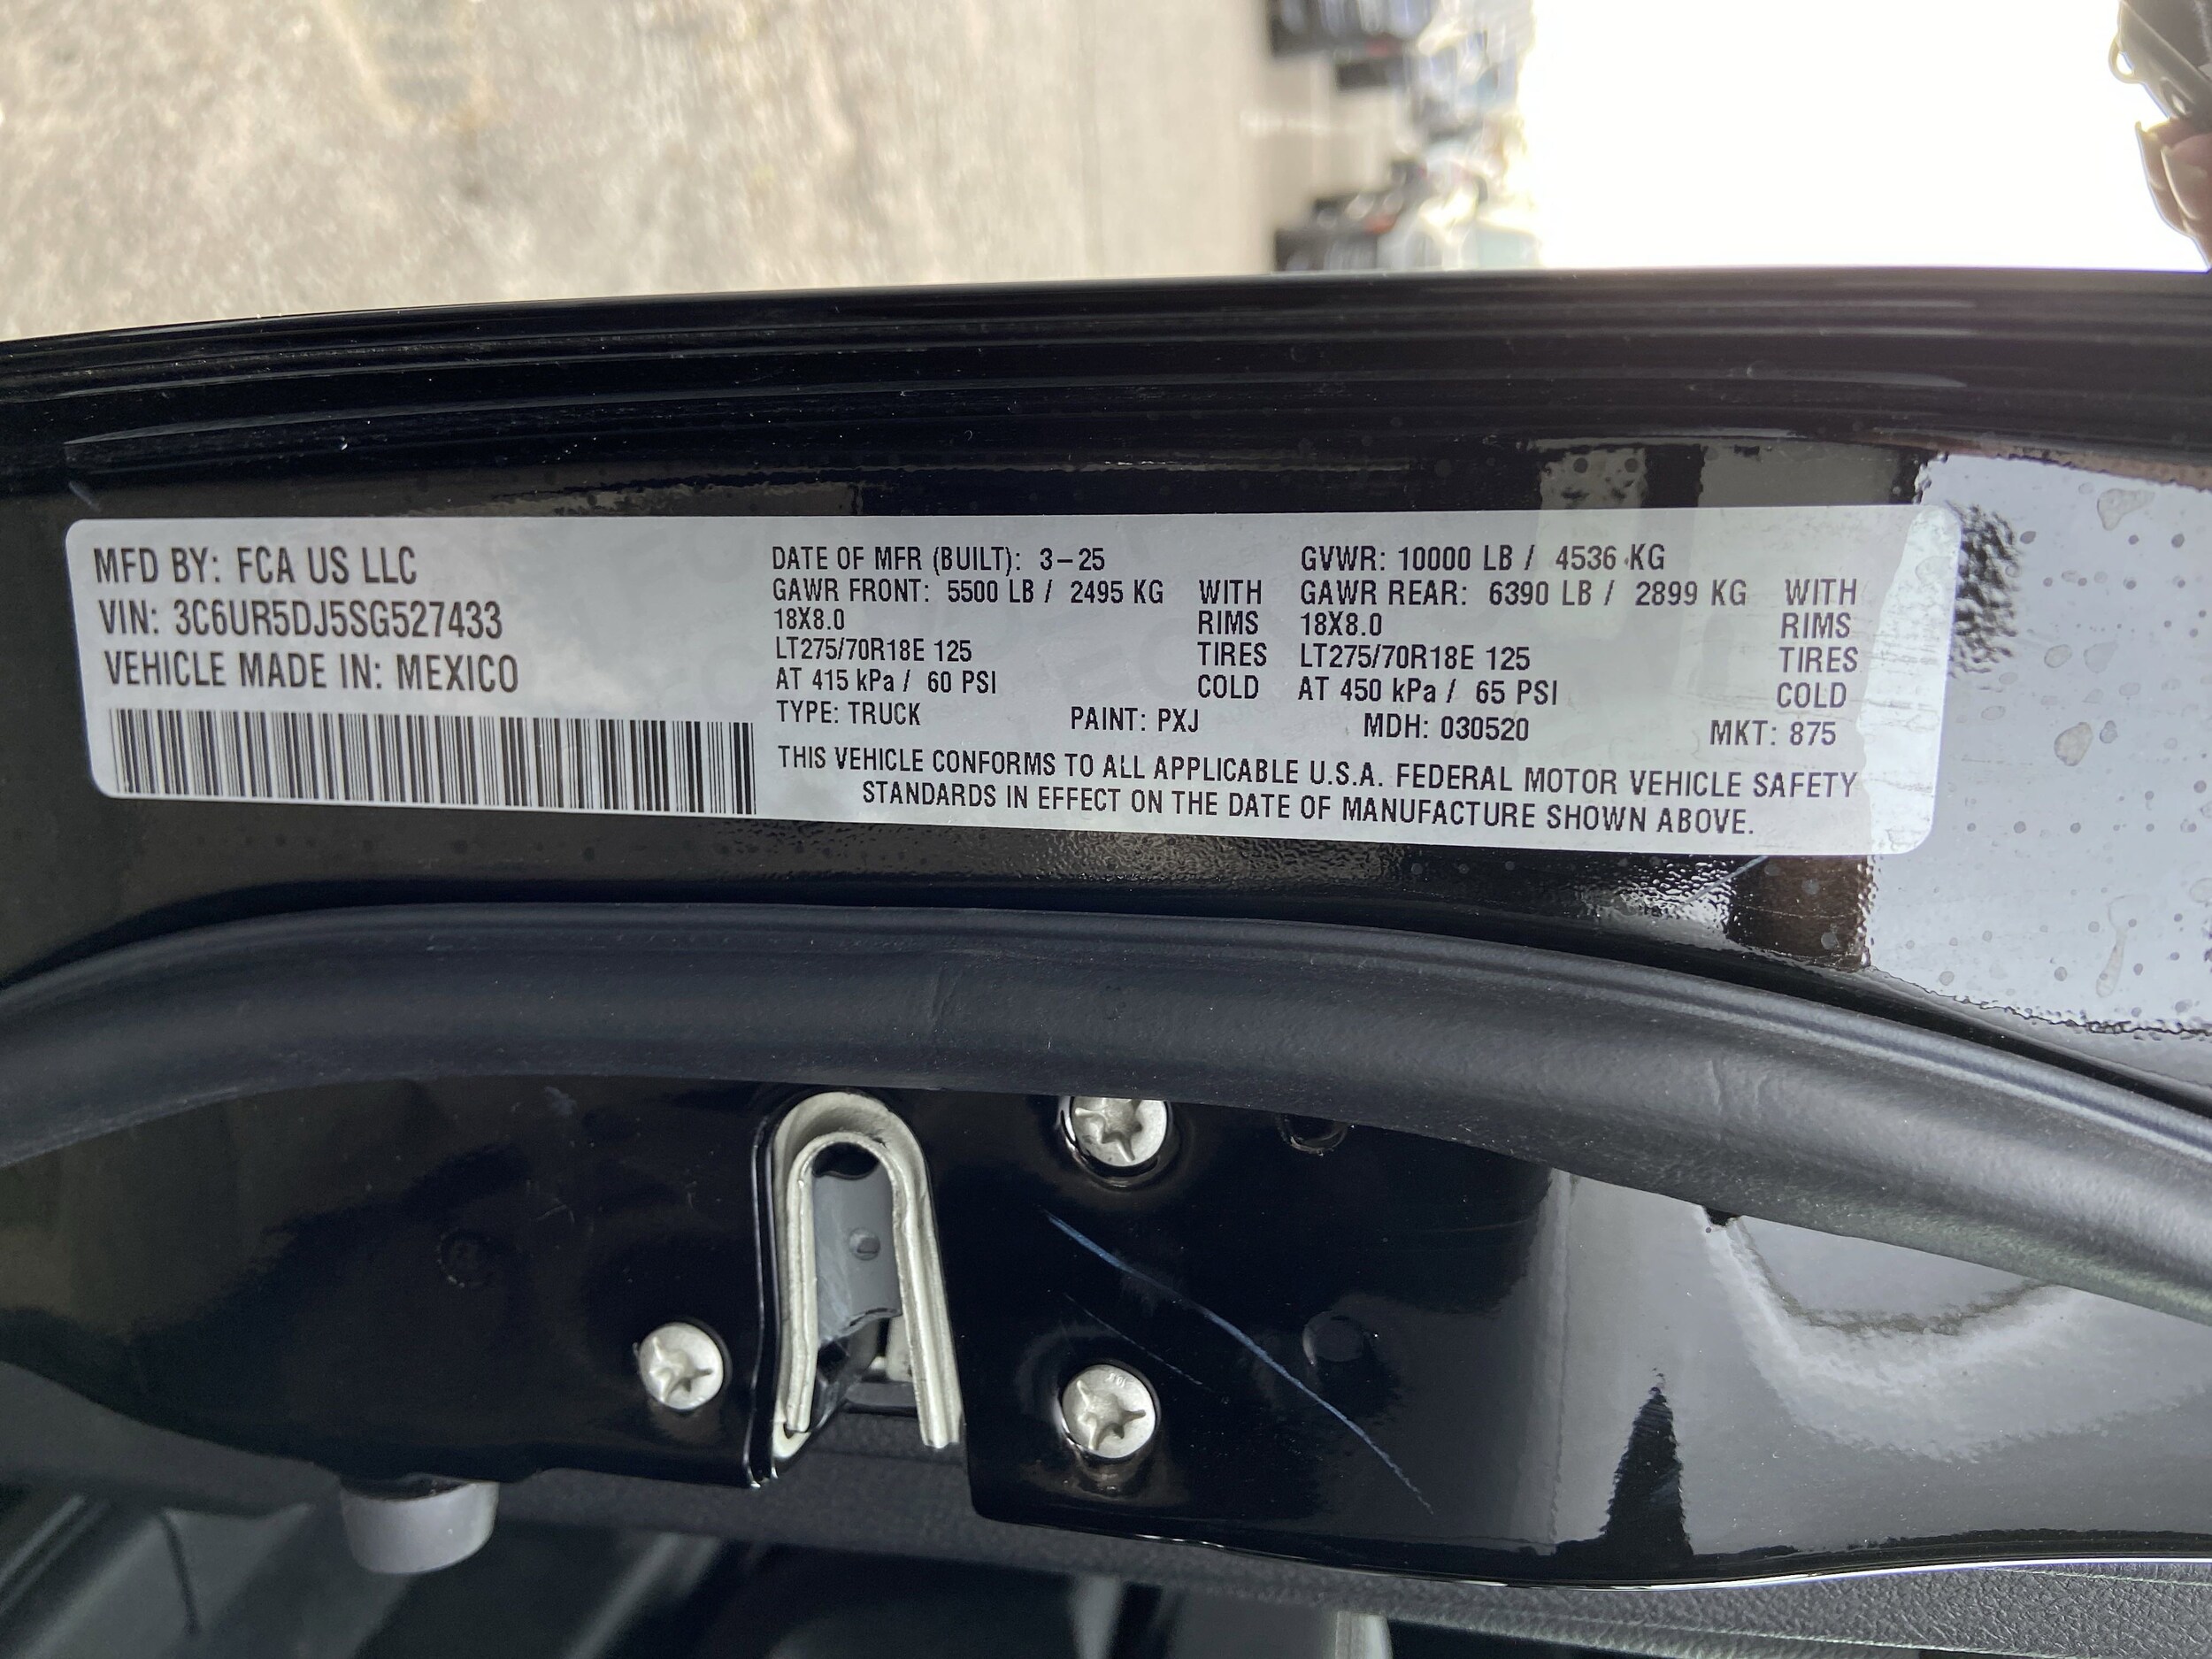 MFD BY: FCA US LLC
VIN: 3C6UR5DJ5SG527433
VEHICLE MADE IN: MEXICO
DATE OF MFR (BUILT): 3-25 GVWR: 10000 LB / 4536 KG
GAWR FRONT: 5500 LB / 2495 KG WITH GAWR REAR: 6390 LB / 2899 KG WITH
18X8.0 RIMS 18X8.0 RIMS
LT275/70R18E 125 TIRES LT275/70R18E 125 TIRES
AT 415 kPa / 60 PSI COLD AT 450 kPa / 65 PSI COLD
TYPE: TRUCK PAINT: PXJ MDH: 030520 MKT: 875
THIS VEHICLE CONFORMS TO ALL APPLICABLE U.S.A. FEDERAL MOTOR VEHICLE SAFETY
STANDARDS IN EFFECT ON THE DATE OF MANUFACTURE SHOWN ABOVE.